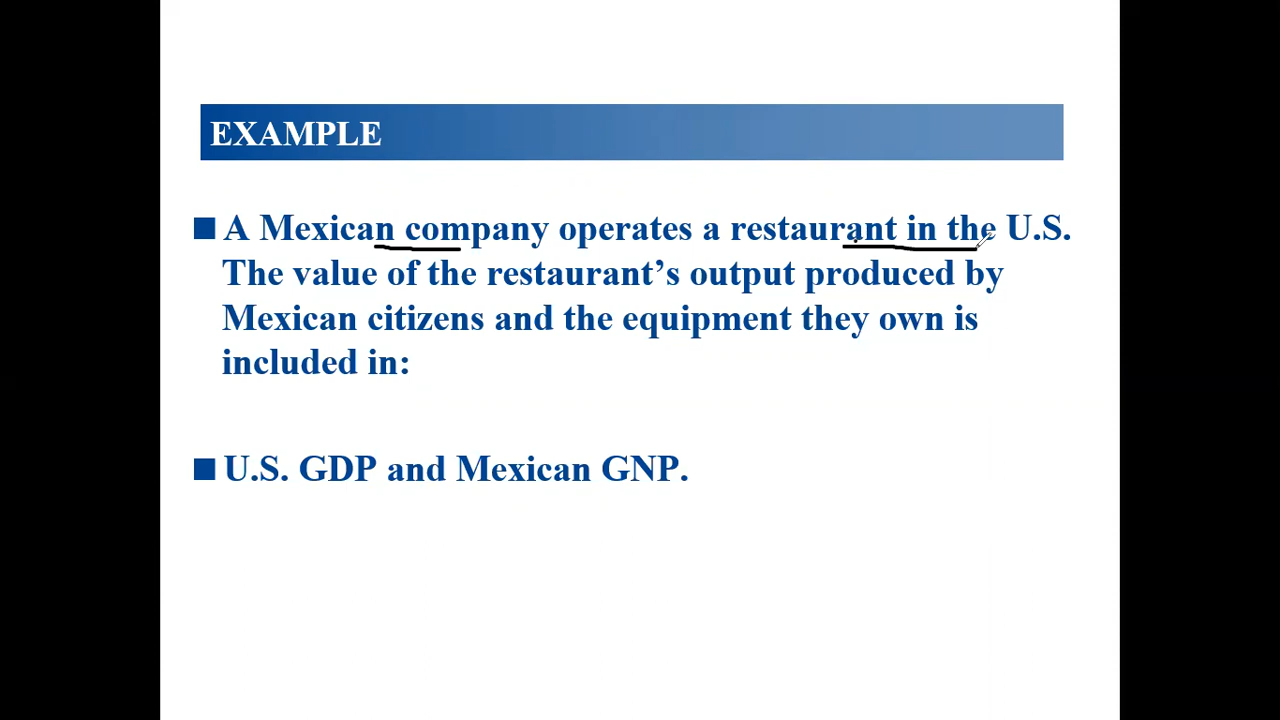 EXAMPLE
A Mexican company operates a restaurant in the U.S.
The value of the restaurant’s output produced by
Mexican citizens and the equipment they own is
included in:
U.S. GDP and Mexican GNP.